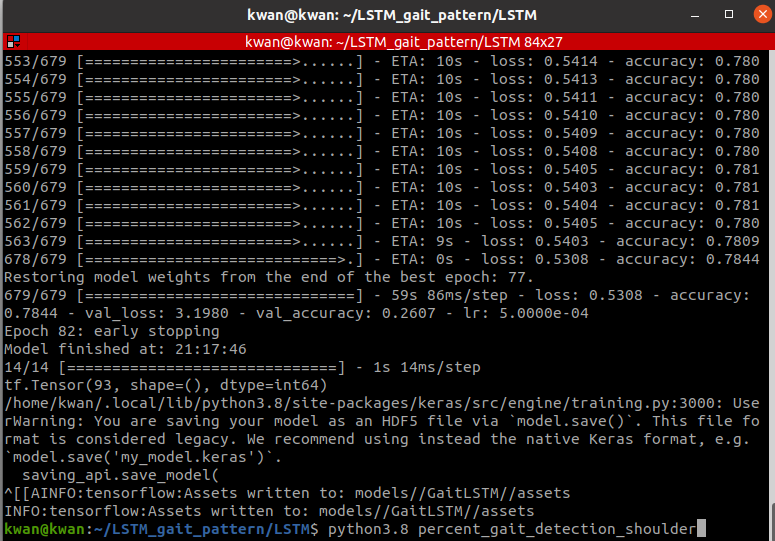 kwan@kwan: ~/LSTM_gait_pattern/LSTM
kwan@kwan: ~/LSTM_gait_pattern/LSTM 84x27
553/679 [=======================>......] - ETA: 10s - loss: 0.5414 - accuracy: 0.780
554/679 [=======================>......] - ETA: 10s - loss: 0.5413 - accuracy: 0.780
555/679 [=======================>......] - ETA: 10s - loss: 0.5411 - accuracy: 0.780
556/679 [=======================>......] - ETA: 10s - loss: 0.5410 - accuracy: 0.780
557/679 [=======================>......] - ETA: 10s - loss: 0.5409 - accuracy: 0.780
558/679 [=======================>......] - ETA: 10s - loss: 0.5408 - accuracy: 0.780
559/679 [=======================>......] - ETA: 10s - loss: 0.5405 - accuracy: 0.781
560/679 [=======================>......] - ETA: 10s - loss: 0.5403 - accuracy: 0.781
561/679 [=======================>......] - ETA: 10s - loss: 0.5404 - accuracy: 0.781
562/679 [=======================>......] - ETA: 10s - loss: 0.5405 - accuracy: 0.780
563/679 [=======================>......] - ETA: 9s - loss: 0.5403 - accuracy: 0.7809
678/679 [============================>.] - ETA: 0s - loss: 0.5308 - accuracy: 0.7844
Restoring model weights from the end of the best epoch: 77.
679/679 [==============================] - 59s 86ms/step - loss: 0.5308 - accuracy:
0.7844 - val_loss: 3.1980 - val_accuracy: 0.2607 - lr: 5.0000e-04
Epoch 82: early stopping
Model finished at: 21:17:46
14/14 [==============================] - 1s 14ms/step
tf.Tensor(93, shape=(), dtype=int64)
/home/kwan/.local/lib/python3.8/site-packages/keras/src/engine/training.py:3000: Use
rWarning: You are saving your model as an HDF5 file via `model.save()`. This file fo
rmat is considered legacy. We recommend using instead the native Keras format, e.g.
`model.save('my_model.keras')`.
saving_api.save_model(
^[[AINFO:tensorflow:Assets written to: models//GaitLSTM//assets
INFO:tensorflow:Assets written to: models//GaitLSTM//assets
kwan@kwan:~/LSTM_gait_pattern/LSTM$ python3.8 percent_gait_detection_shoulder